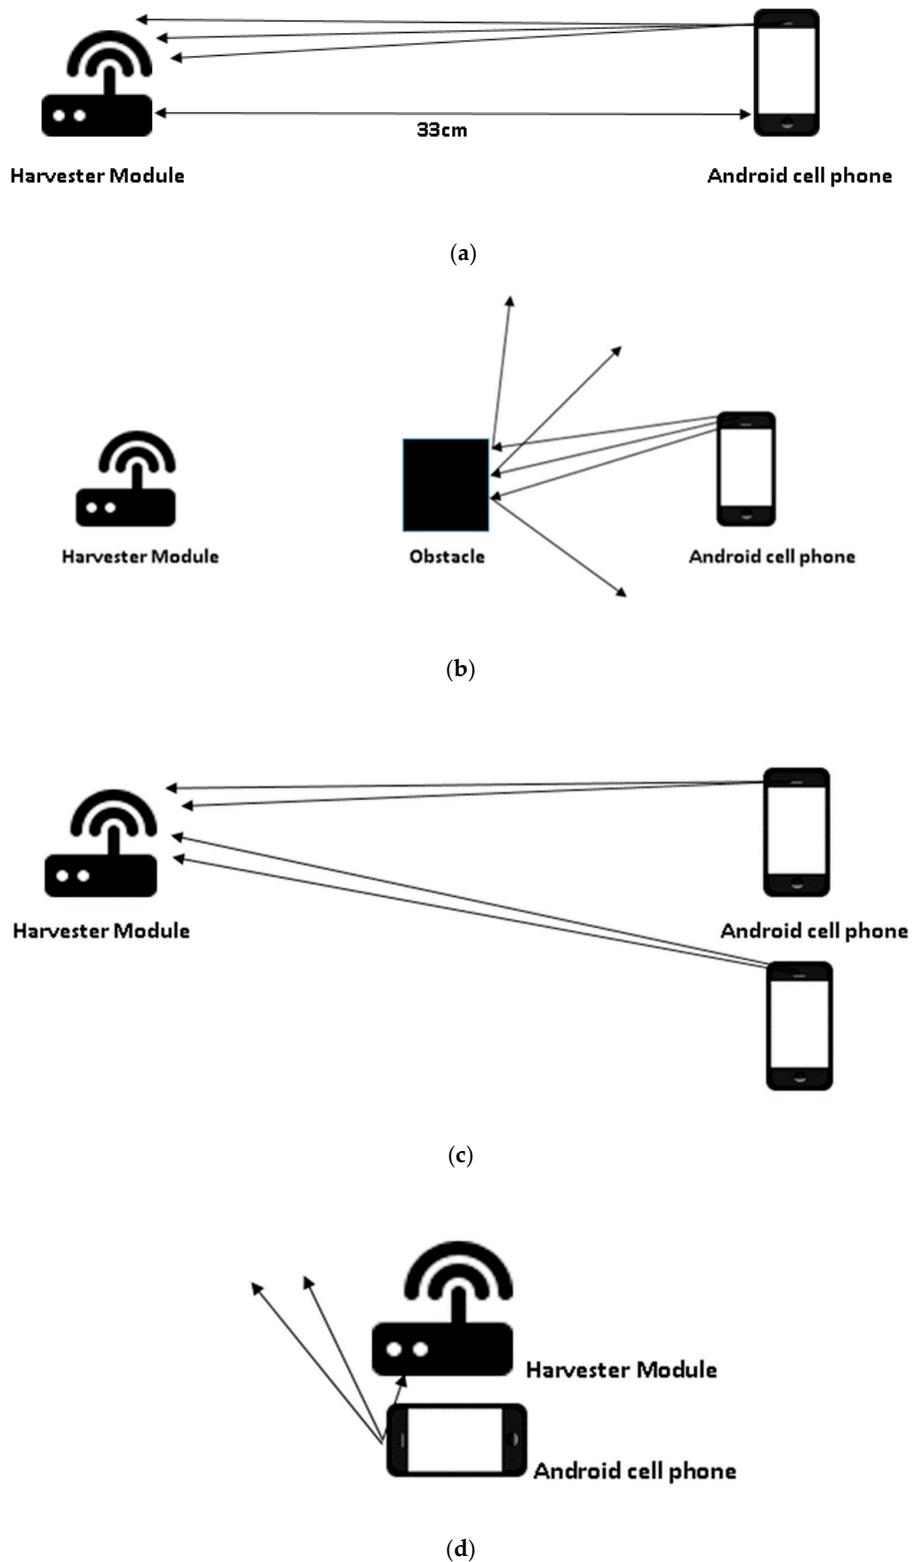 33cm
Harvester Module
Android cell phone
(a)
Harvester Module
Obstacle
Android cell phone
(b)
Harvester Module
Android cell phone
(c)
Harvester Module
Android cell phone
(d)